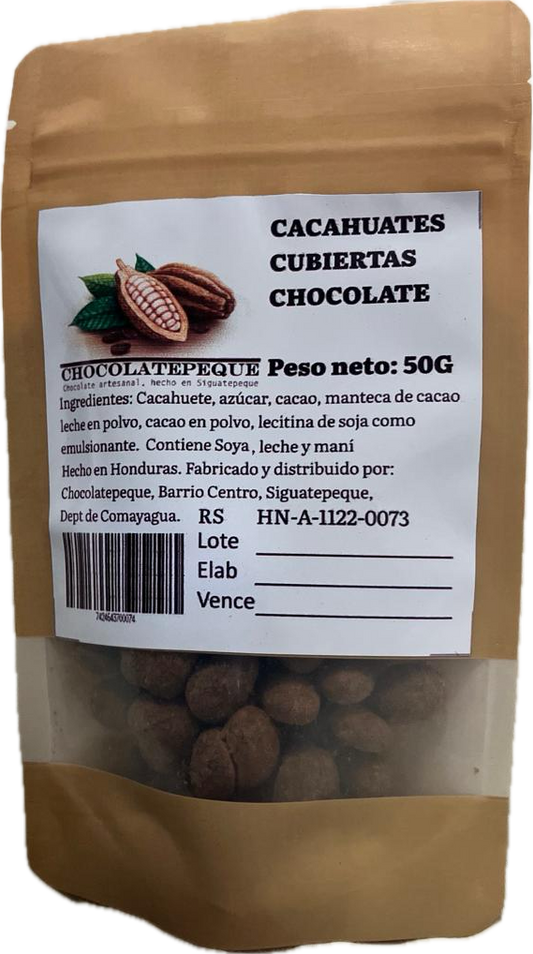 CACAHUATES
CUBIERTAS
CHOCOLATE
CHOCOLATEPEQUE
Chocolate artesanal, hecho en Siguatepeque
Peso neto: 50G
Ingredientes: Cacahuete, azúcar, cacao, manteca de cacao
leche en polvo, cacao en polvo, lecitina de soja como
emulsionante. Contiene Soya, leche y maní
Hecho en Honduras. Fabricado y distribuido por:
Chocolatepeque, Barrio Centro, Siguatepeque,
Dept de Comayagua. RS HN-A-1122-0073
Lote
Elab
Vence
7424643700074